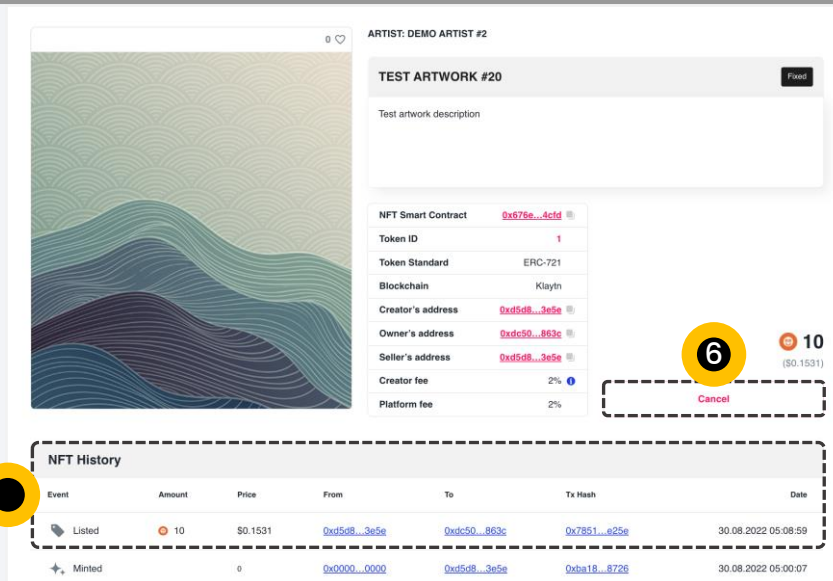 0
ARTIST: DEMO ARTIST #2
TEST ARTWORK #20
Fixed
Test artwork description
NFT Smart Contract 0x676e...4cfd
Token ID 1
Token Standard ERC-721
Blockchain Klaytn
Creator's address 0xd5d8...3e5e
Owner's address 0xdc50...863c
Seller's address 0xd5d8...3e5e
Creator fee 2%
Platform fee 2%
6
10
($0.1531)
Cancel
NFT History
Event Amount Price From To Tx Hash Date
Listed 10 $0.1531 0xd5d8...3e5e 0xdc50...863c 0x7851...e25e 30.08.2022 05:08:59
Minted 0 0x0000...0000 0xd5d8...3e5e 0xba18...8726 30.08.2022 05:00:07